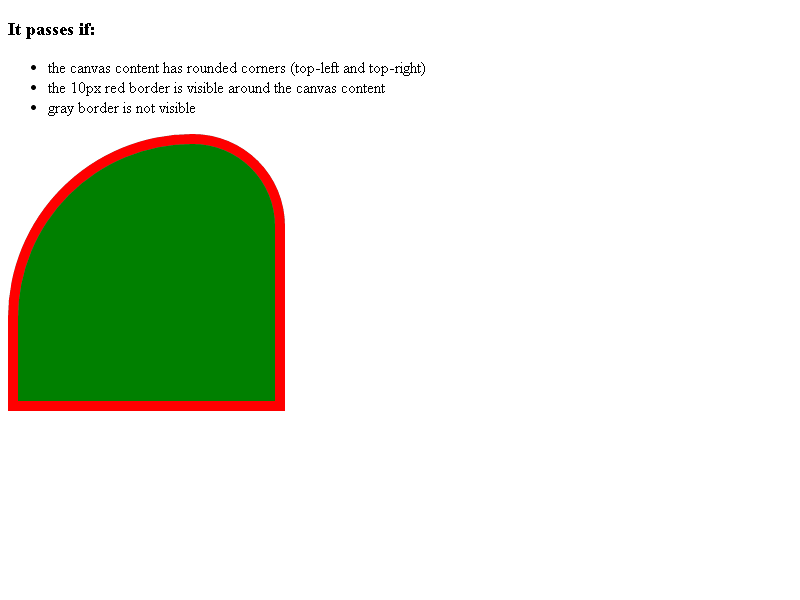 It passes if:
the canvas content has rounded corners (top-left and top-right)
the 10px red border is visible around the canvas content
gray border is not visible